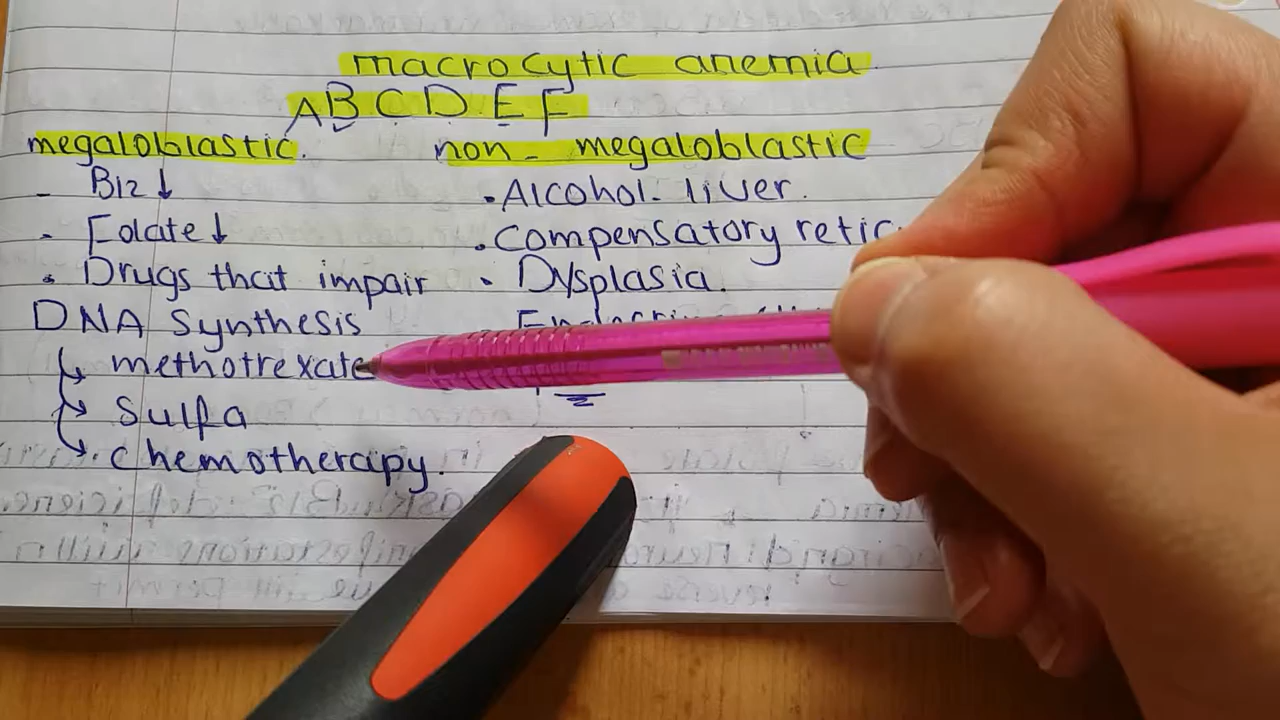 macrocytic anemia
ABCDEF
megaloblastic.
- B12↓
- Folate↓
• Drugs that impair
DNA Synthesis
↳ methotrexate
↳ Sulfa
↳ chemotherapy.
non - megaloblastic
• Alcohol. liver.
• Compensatory retic
• Dysplasia.